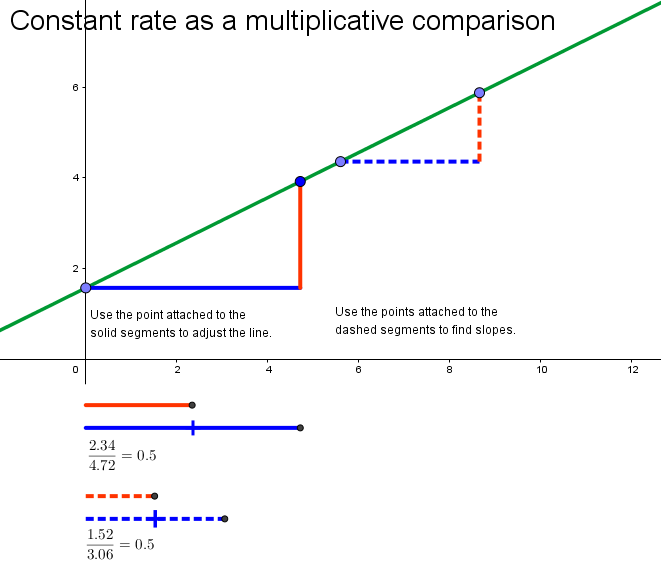 Constant rate as a multiplicative comparison
6
4
2
Use the point attached to the
solid segments to adjust the line.
Use the points attached to the
dashed segments to find slopes.
0 2 4 6 8 10 12
2.34
4.72
= 0.5
1.52
3.06
= 0.5